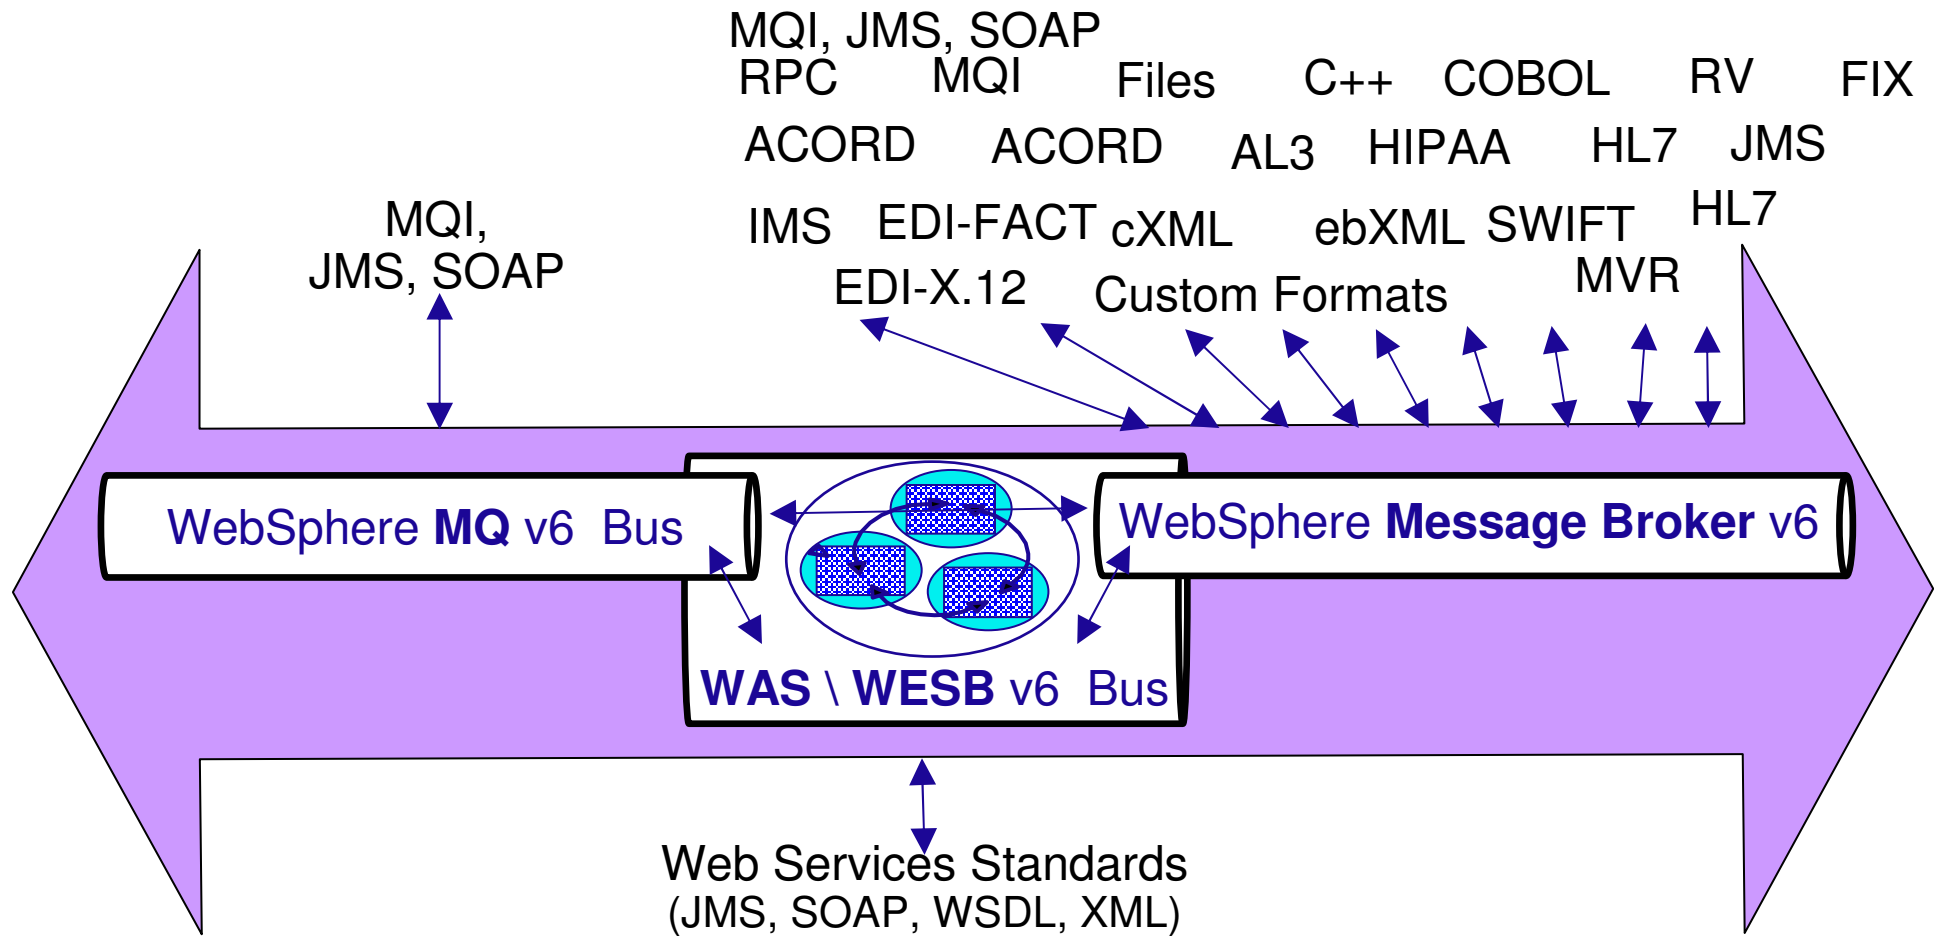 MQI, JMS, SOAP
RPC MQI Files C++ COBOL RV FIX
ACORD ACORD AL3 HIPAA HL7 JMS
IMS EDI-FACT cXML ebXML SWIFT HL7
EDI-X.12 Custom Formats MVR
MQI,
JMS, SOAP
WebSphere MQ v6 Bus
WebSphere Message Broker v6
WAS \ WESB v6 Bus
Web Services Standards
(JMS, SOAP, WSDL, XML)